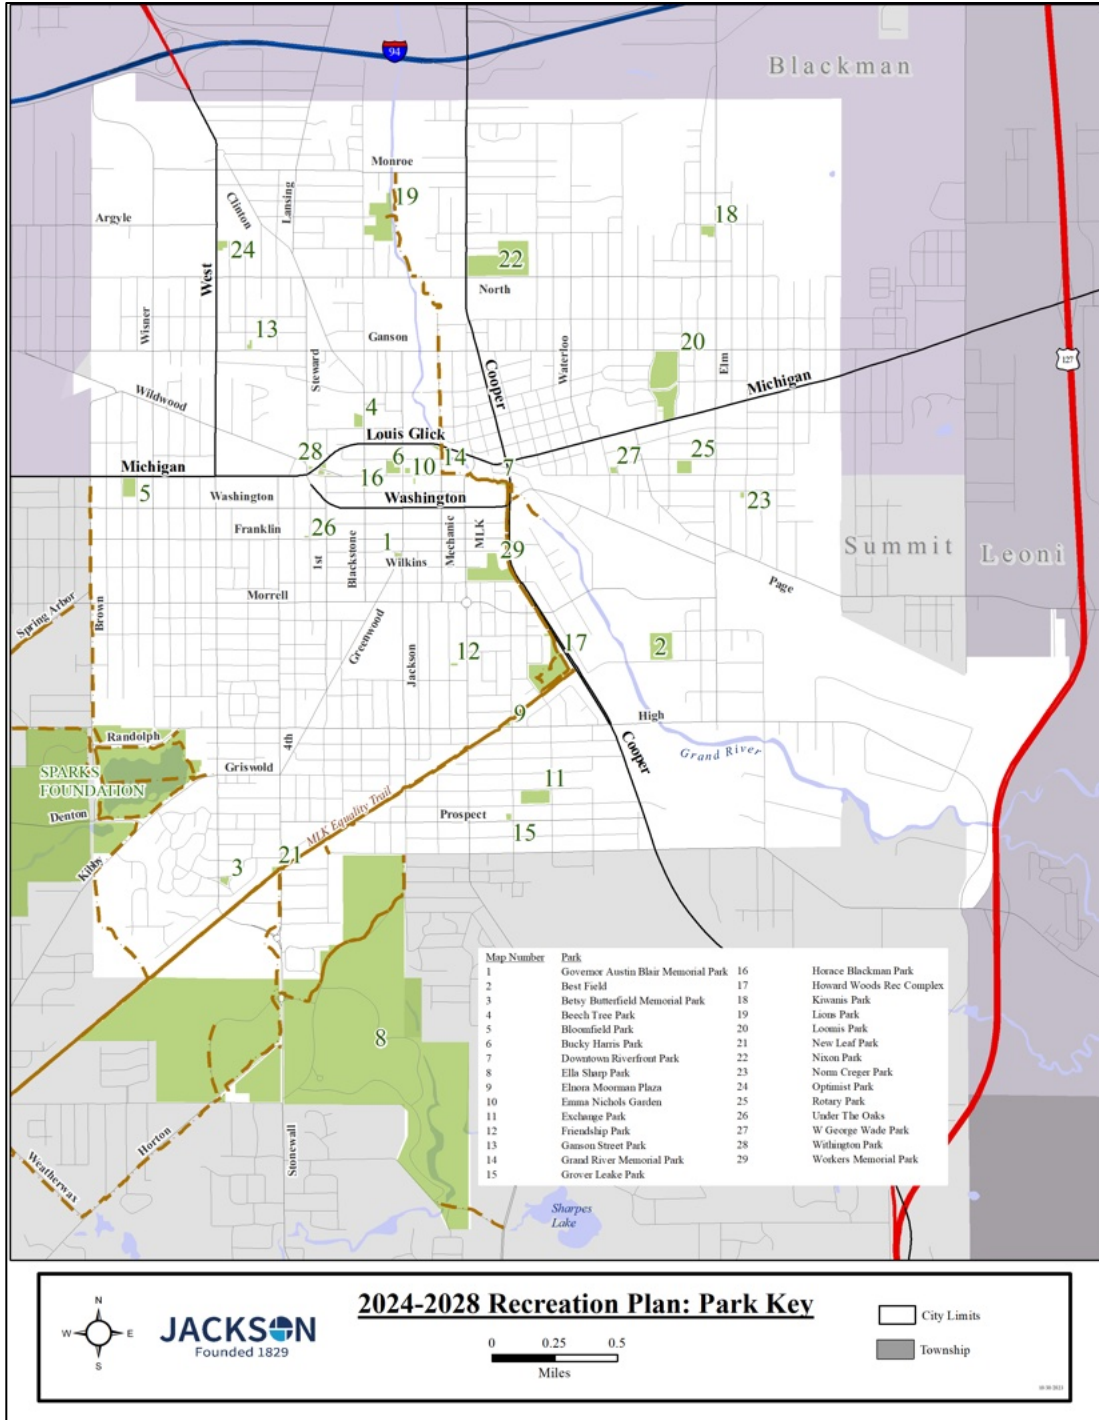 94
Blackman
Monroe
Lansing
Clinton
19
18
Argyle
24
22
West
North
Wisner
13
Ganson
20
Waterloo
Elm
127
Steward
Cooper
Michigan
Wildwood
4
Louis Glick
28
6
14
7
27
25
Michigan
16
10
5
Washington
Washington
23
Franklin
26
1
Mechanic
MLK
29
Summit
Leoni
1st
Blackstone
Wilkins
Page
Morrell
Spring Arbor
Brown
Greenwood
Jackson
12
17
2
9
High
Randolph
4th
Cooper
Grand River
SPARKS
FOUNDATION
Griswold
11
Denton
MLK Equality Trail
Prospect
15
Kibby
3
21
8
Horton
Stonewall
Weatherwax
Sharpes
Lake
Map Number Park
1 Governor Austin Blair Memorial Park 16 Horace Blackman Park
2 Best Field 17 Howard Woods Rec Complex
3 Betsy Butterfield Memorial Park 18 Kiwanis Park
4 Beech Tree Park 19 Lions Park
5 Bloomfield Park 20 Loomis Park
6 Bucky Harris Park 21 New Leaf Park
7 Downtown Riverfront Park 22 Nixon Park
8 Ella Sharp Park 23 Norm Creger Park
9 Elnora Moorman Plaza 24 Optimist Park
10 Emma Nichols Garden 25 Rotary Park
11 Exchange Park 26 Under The Oaks
12 Friendship Park 27 W George Wade Park
13 Ganson Street Park 28 Withington Park
14 Grand River Memorial Park 29 Workers Memorial Park
15 Grover Leake Park
N
W E
S
JACKSON
Founded 1829
2024-2028 Recreation Plan: Park Key
0 0.25 0.5
Miles
City Limits
Township